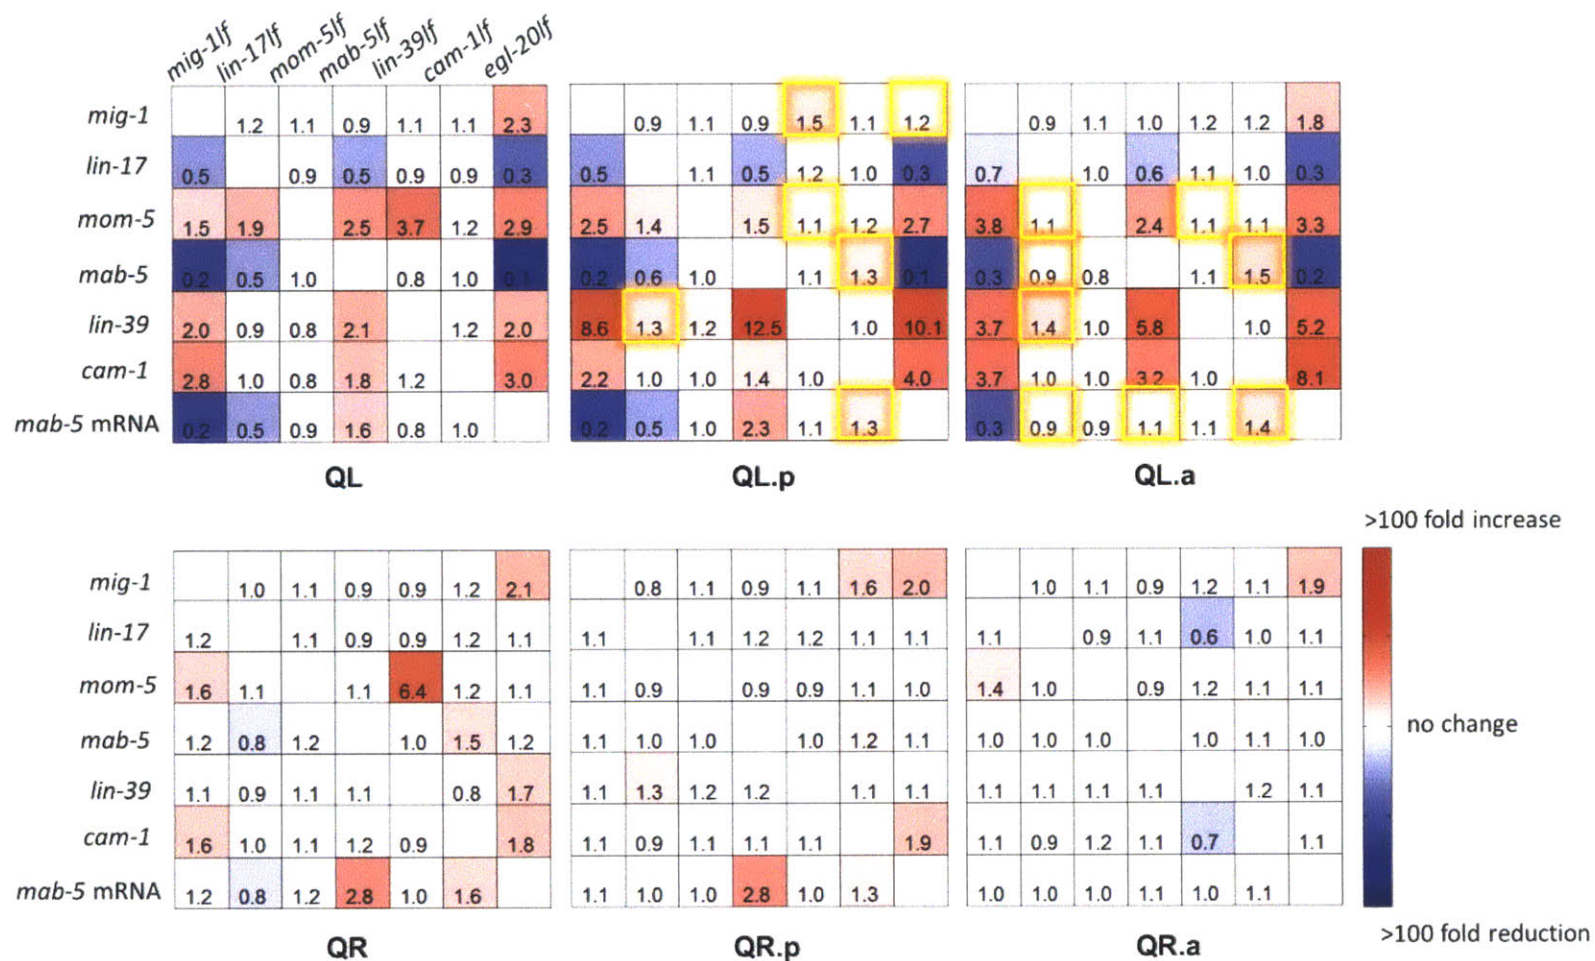 mig-1lf lin-17lf mom-5lf mab-5lf lin-39lf cam-1lf egl-20lf
mig-1 1.2 1.1 0.9 1.1 1.1 2.3 0.9 1.1 0.9 1.5 1.1 1.2 0.9 1.1 1.0 1.2 1.2 1.8
lin-17 0.5 0.9 0.5 0.9 0.9 0.3 0.5 1.1 0.5 1.2 1.0 0.3 0.7 1.0 0.6 1.1 1.0 0.3
mom-5 1.5 1.9 2.5 3.7 1.2 2.9 2.5 1.4 1.5 1.1 1.2 2.7 3.8 1.1 2.4 1.1 1.1 3.3
mab-5 0.2 0.5 1.0 0.8 1.0 0.1 0.2 0.6 1.0 1.1 1.3 0.1 0.3 0.9 0.8 1.1 1.5 0.2
lin-39 2.0 0.9 0.8 2.1 1.2 2.0 8.6 1.3 1.2 12.5 1.0 10.1 3.7 1.4 1.0 5.8 1.0 5.2
cam-1 2.8 1.0 0.8 1.8 1.2 3.0 2.2 1.0 1.0 1.4 1.0 4.0 3.7 1.0 1.0 3.2 1.0 8.1
mab-5 mRNA 0.2 0.5 0.9 1.6 0.8 1.0 0.2 0.5 1.0 2.3 1.1 1.3 0.3 0.9 0.9 1.1 1.1 1.4
QL QL.p QL.a
>100 fold increase
mig-1 1.0 1.1 0.9 0.9 1.2 2.1 0.8 1.1 0.9 1.1 1.6 2.0 1.0 1.1 0.9 1.2 1.1 1.9
lin-17 1.2 1.1 0.9 0.9 1.2 1.1 1.1 1.1 1.2 1.2 1.1 1.1 1.1 0.9 1.1 0.6 1.0 1.1
mom-5 1.6 1.1 1.1 6.4 1.2 1.1 1.1 0.9 0.9 0.9 1.1 1.0 1.4 1.0 0.9 1.2 1.1 1.1
no change
mab-5 1.2 0.8 1.2 1.0 1.5 1.2 1.1 1.0 1.0 1.0 1.2 1.1 1.0 1.0 1.0 1.0 1.1 1.0
lin-39 1.1 0.9 1.1 1.1 0.8 1.7 1.1 1.3 1.2 1.2 1.1 1.1 1.1 1.1 1.1 1.1 1.2 1.1
cam-1 1.6 1.0 1.1 1.2 0.9 1.8 1.1 0.9 1.1 1.1 1.1 1.9 1.1 0.9 1.2 1.1 0.7 1.1
mab-5 mRNA 1.2 0.8 1.2 2.8 1.0 1.6 1.1 1.0 1.0 2.8 1.0 1.3 1.0 1.0 1.0 1.1 1.0 1.1
>100 fold reduction
QR QR.p QR.a